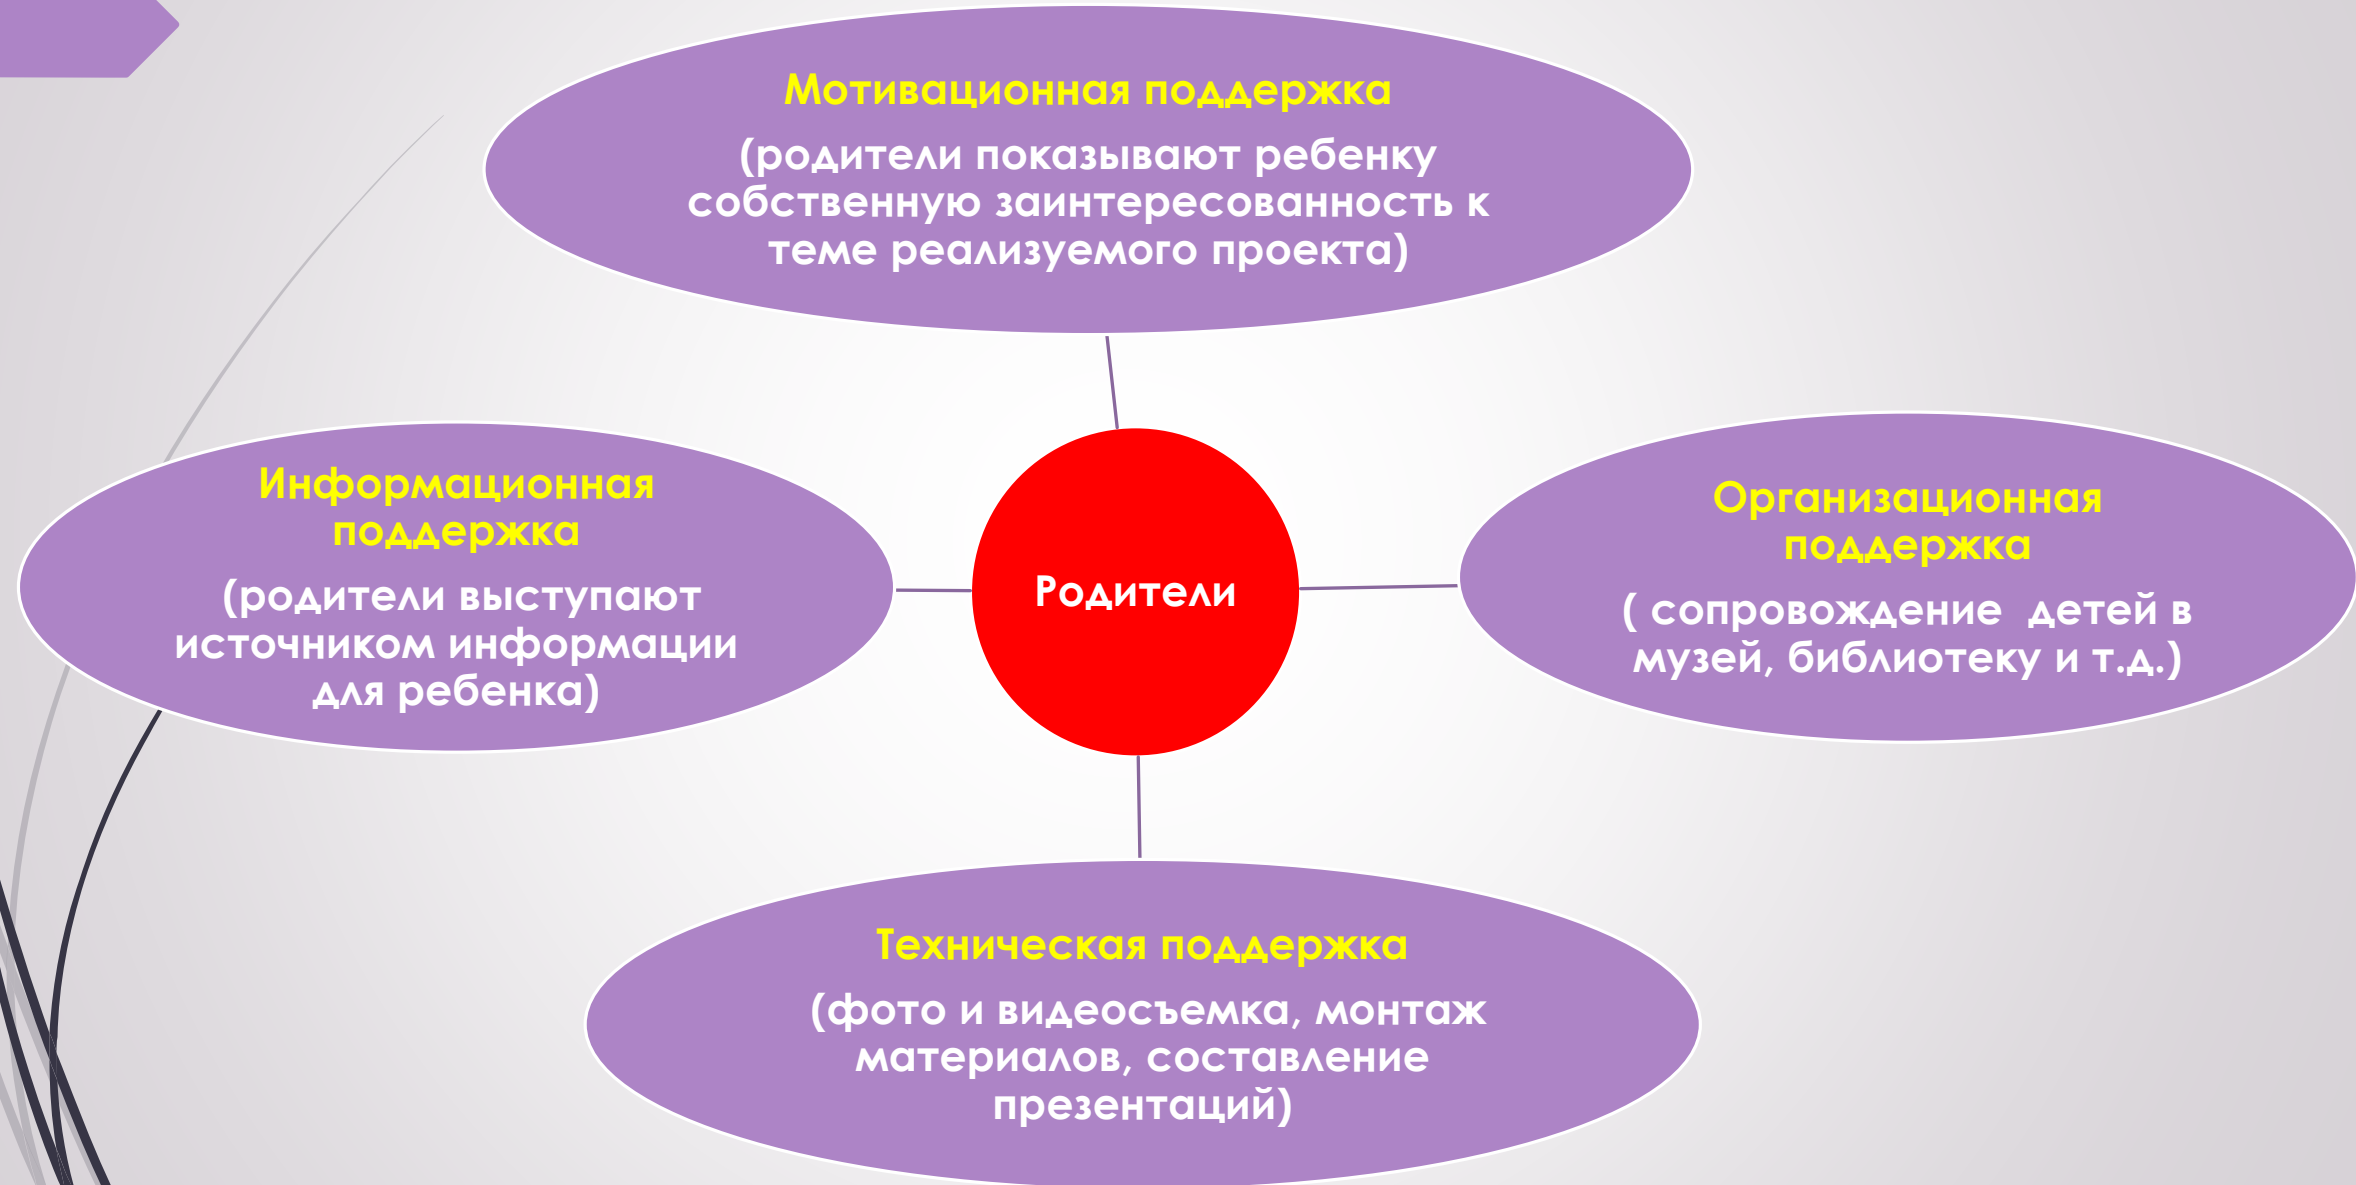 Мотивационная поддержка
(родители показывают ребенку
собственную заинтересованность к
теме реализуемого проекта)
Информационная
поддержка
(родители выступают
источником информации
для ребенка)
Родители
Организационная
поддержка
( сопровождение  детей в
музей, библиотеку и т.д.)
Техническая поддержка
(фото и видеосъемка, монтаж
материалов, составление
презентаций)